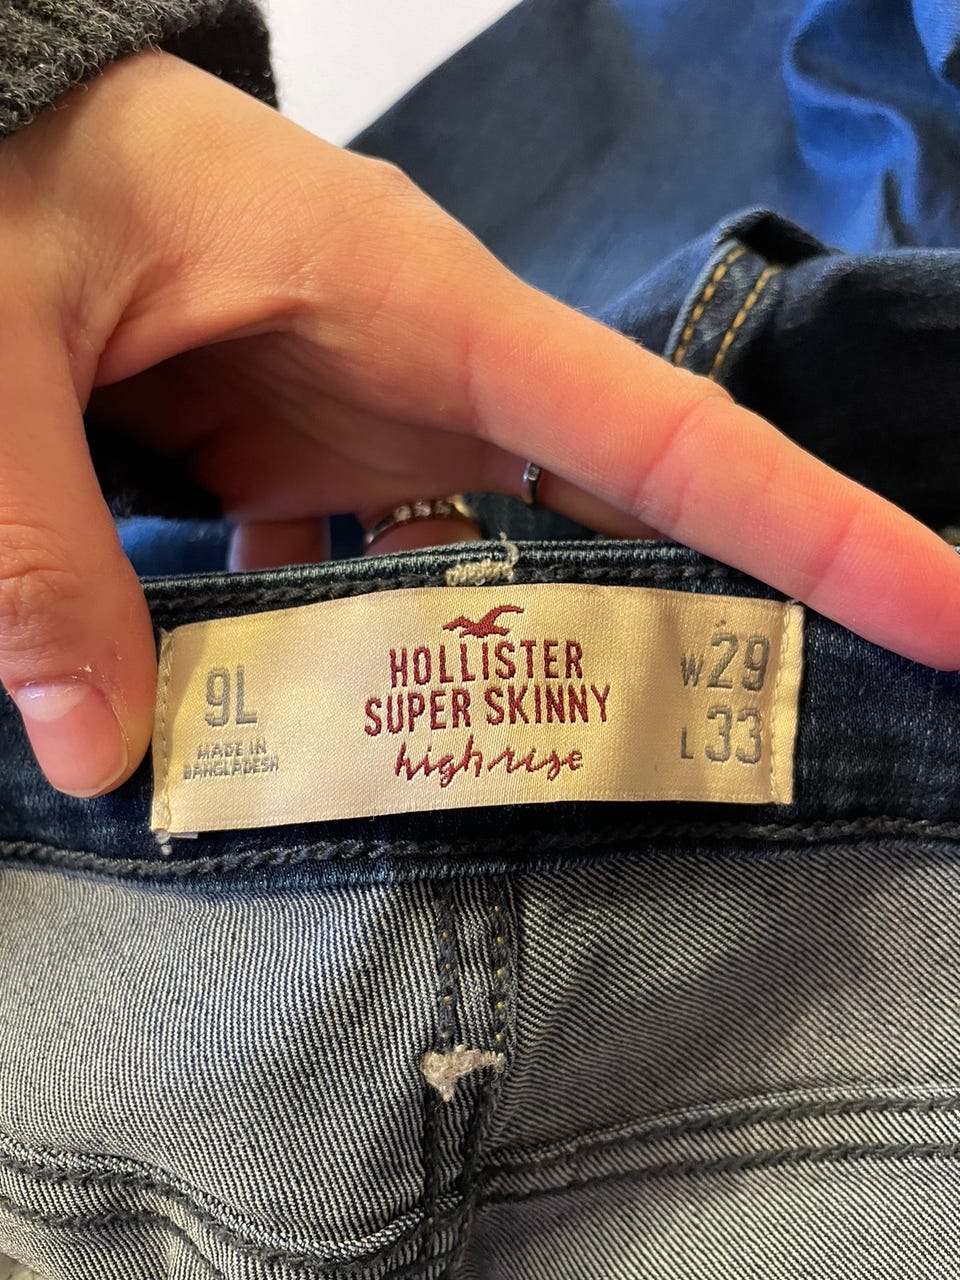 9L
MADE IN
BANGLADESH
HOLLISTER
SUPER SKINNY
high rise
W29
L33